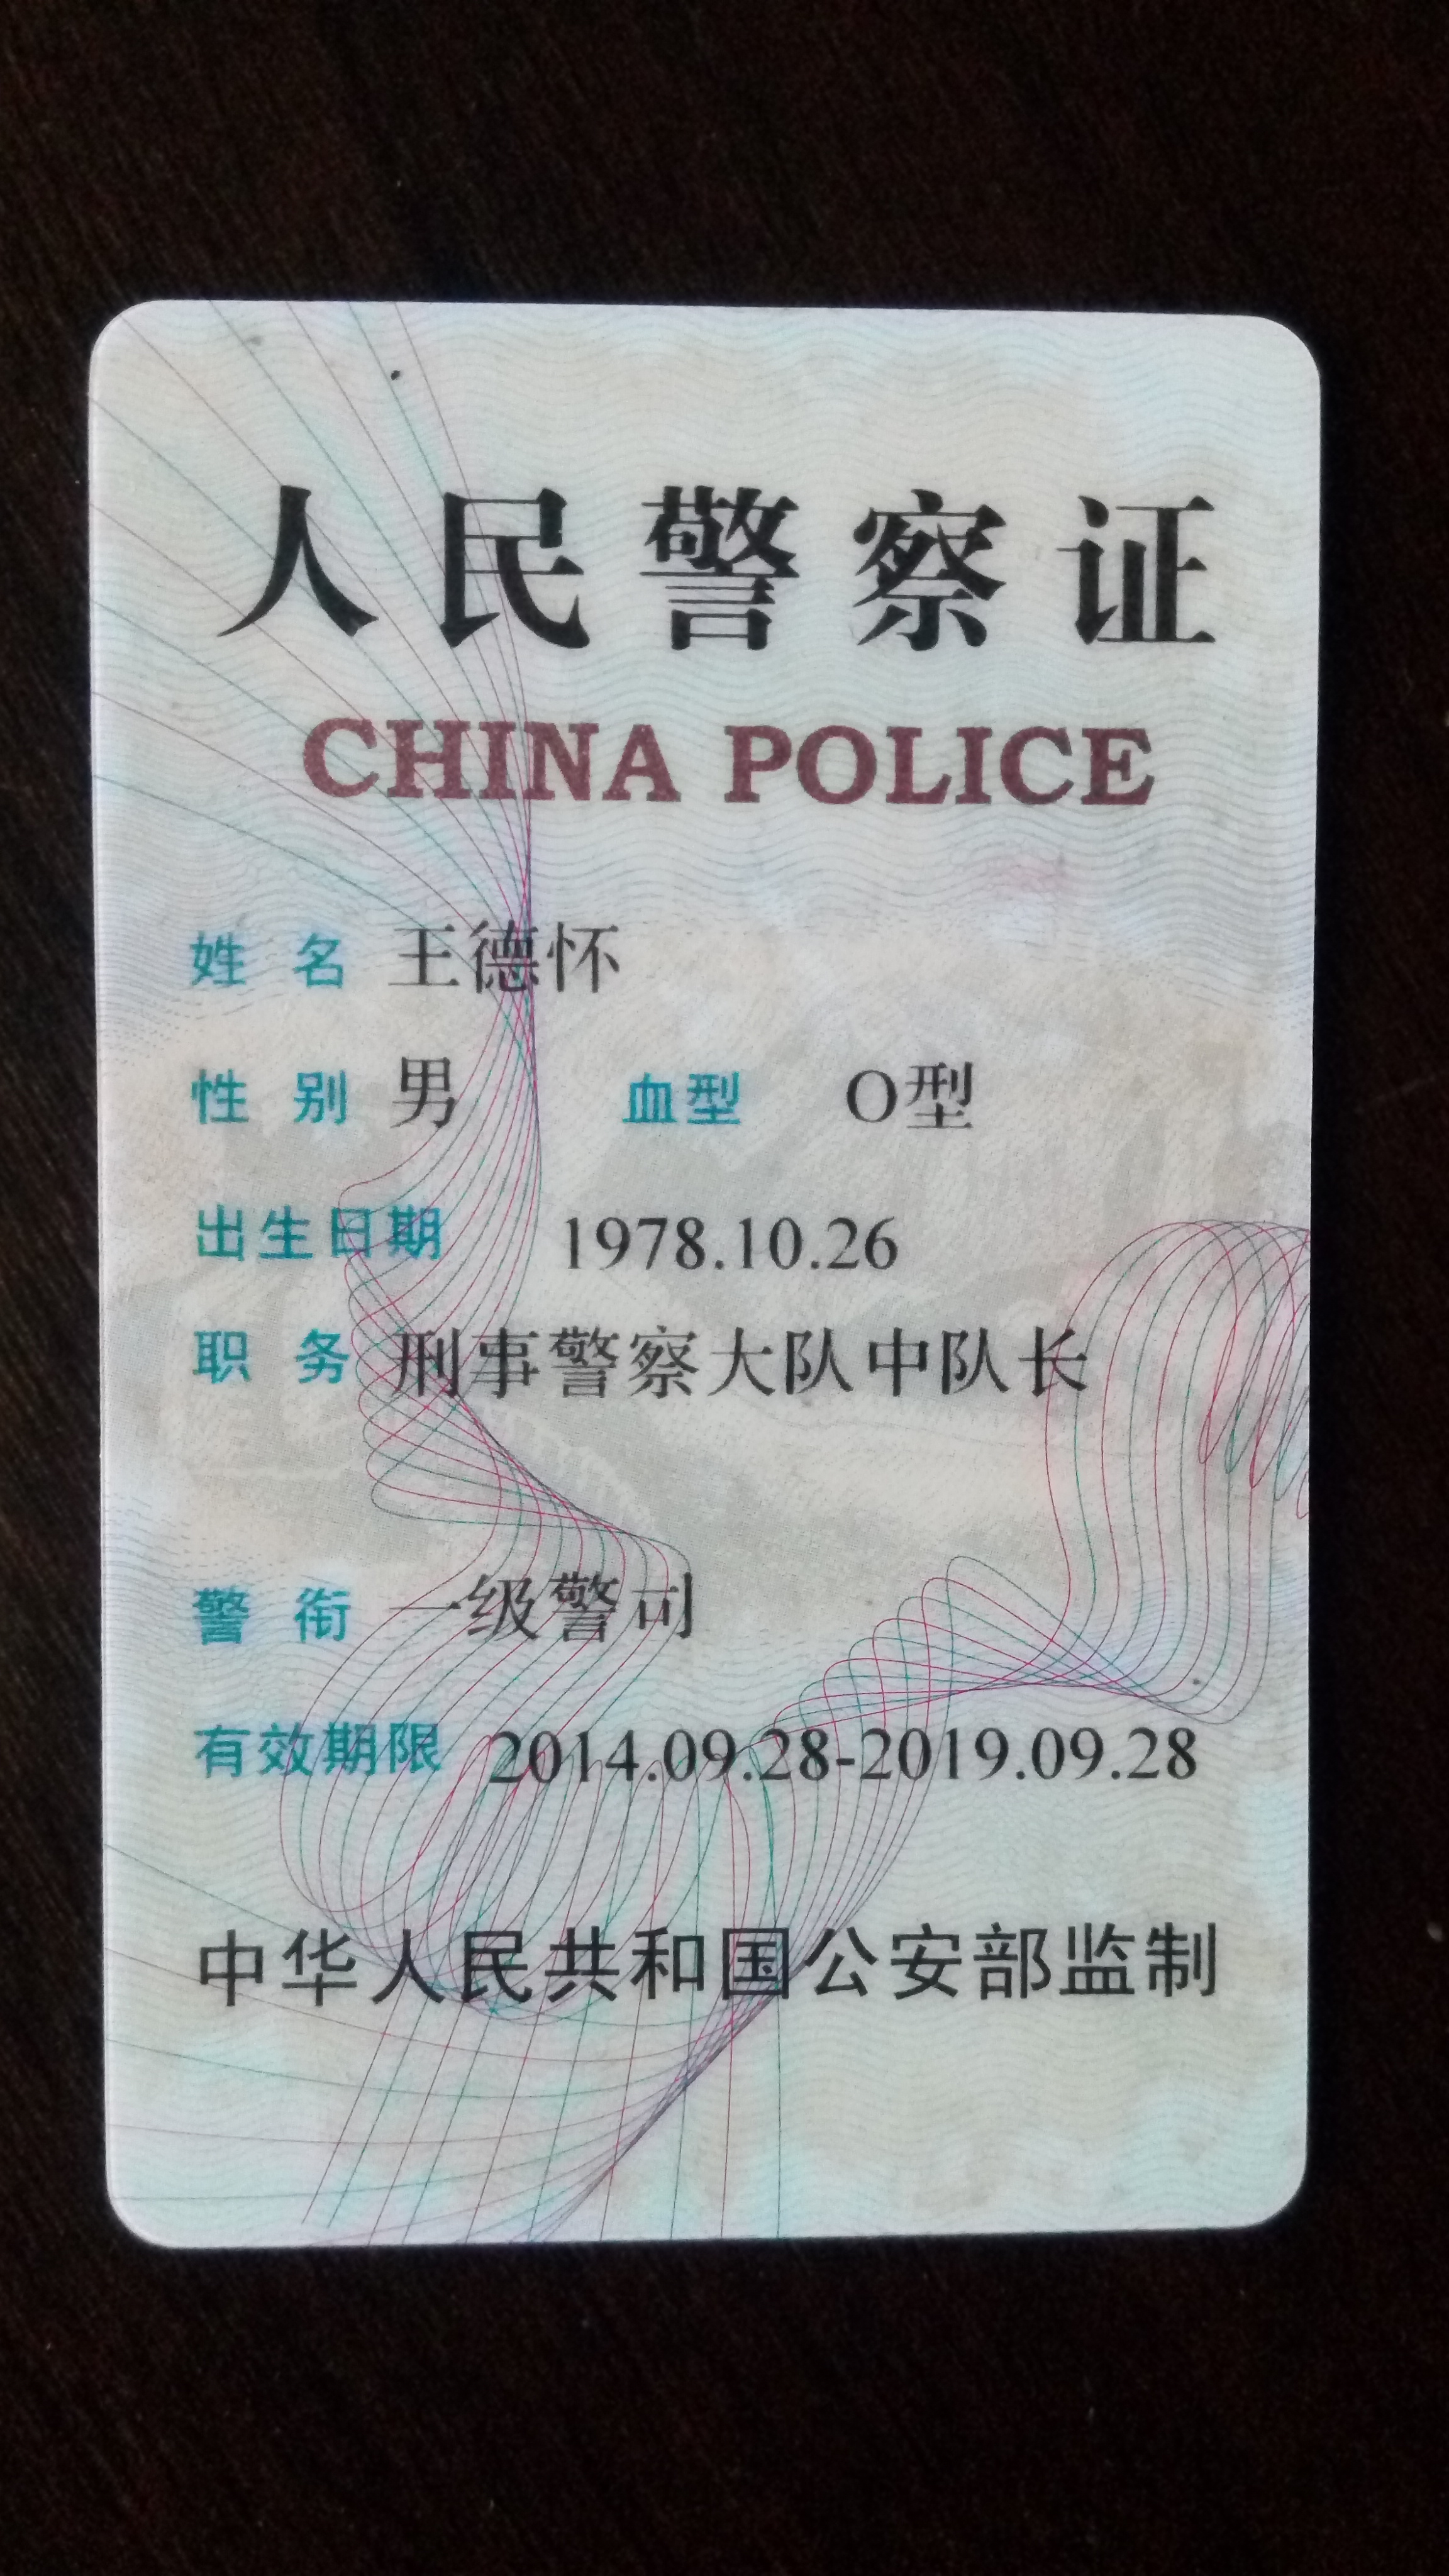 人民警察证
CHINA POLICE
姓 名 王德怀
性 别 男 血型 O型
出生日期 1978.10.26
职 务 刑事警察大队中队长
警 衔 一级警司
有效期限 2014.09.28-2019.09.28
中华人民共和国公安部监制